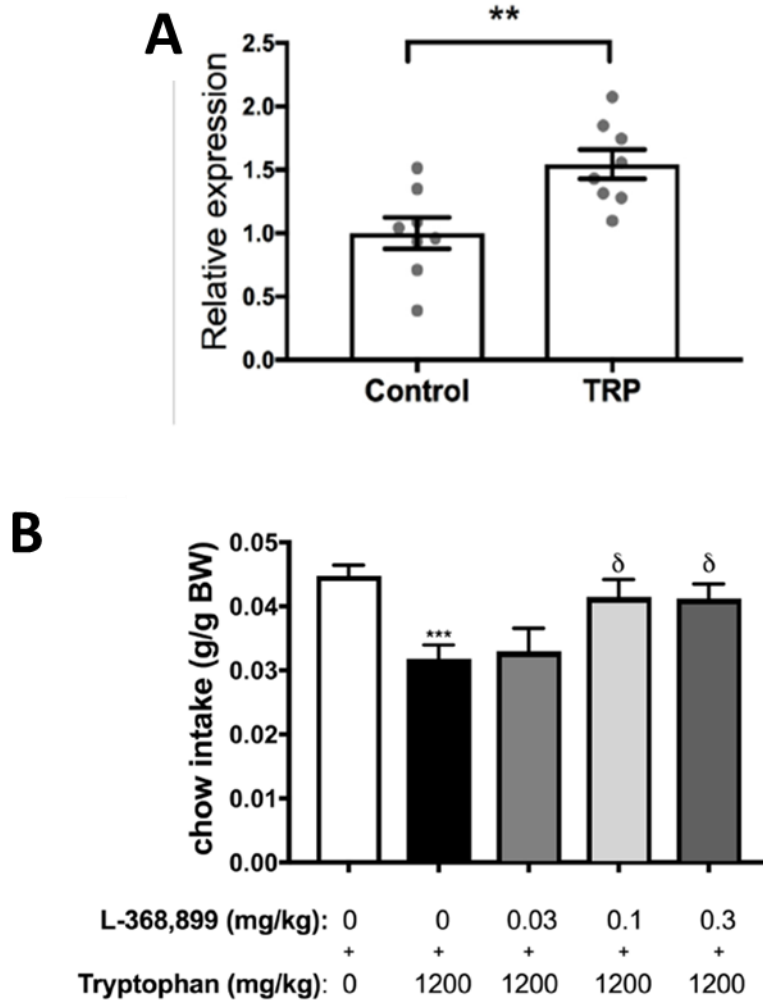 A
**
Relative expression
2.5
2.0
1.5
1.0
0.5
0.0
Control TRP
B
chow intake (g/g BW)
0.05
0.04
0.03
0.02
0.01
0.00
***
δ δ
L-368,899 (mg/kg): 0 0 0.03 0.1 0.3
+ + + + +
Tryptophan (mg/kg): 0 1200 1200 1200 1200